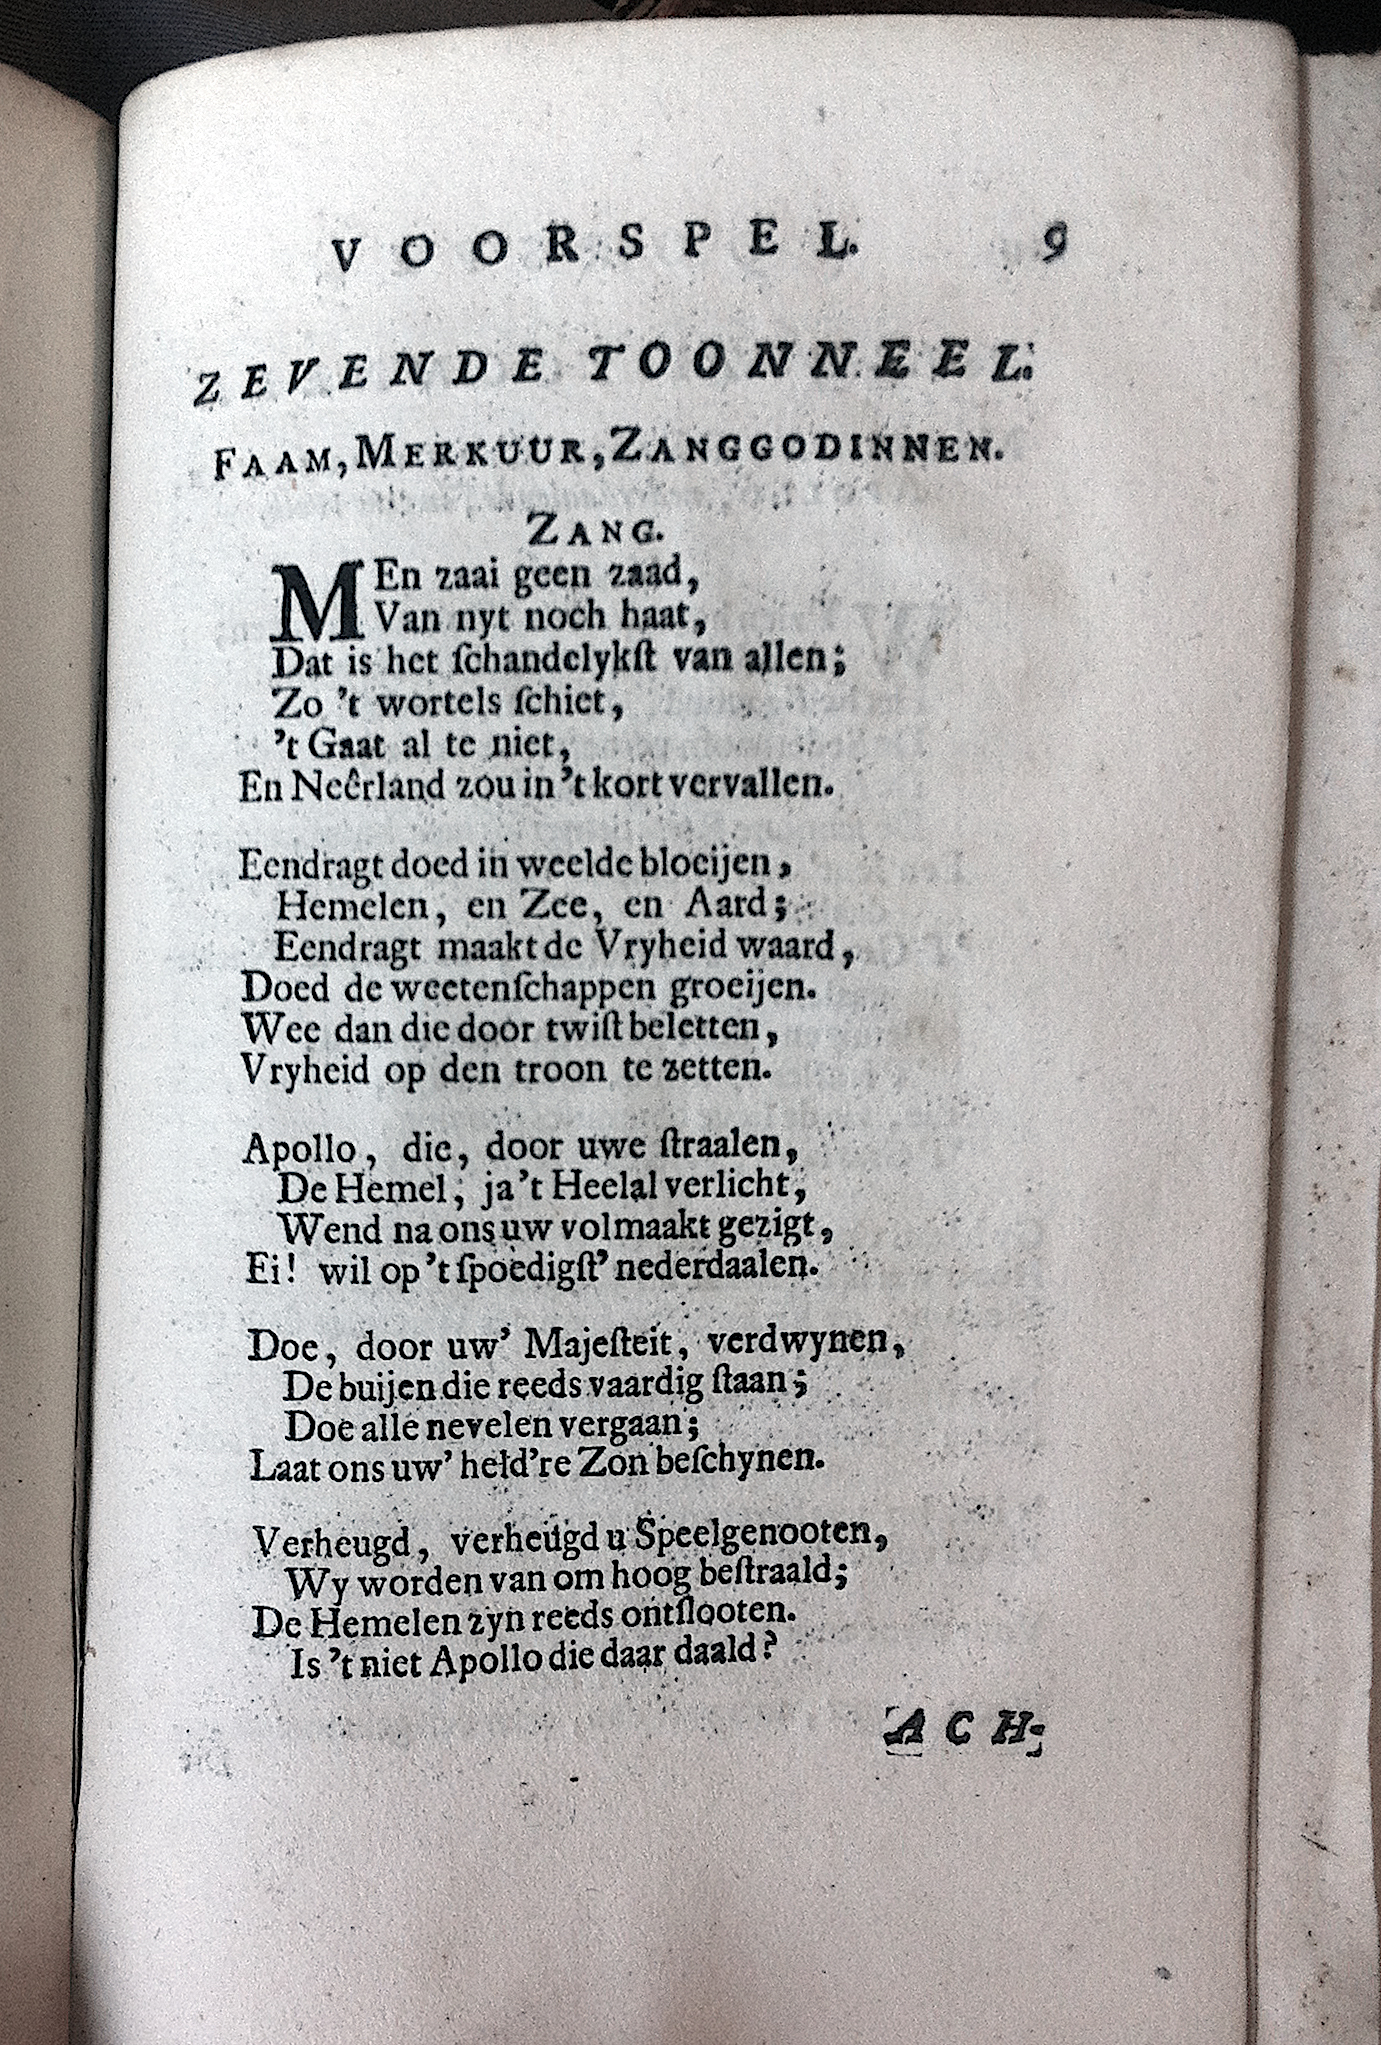 VOORSPEL. 9
ZEVENDE TOONNEEL.
FAAM, MERKUUR, ZANGGODINNEN.
ZANG.
MEn zaai geen zaad,
Van nyt noch haat,
Dat is het ſchandelykſt van allen;
Zo 't wortels ſchiet,
't Gaat al te niet,
En Neêrland zou in 't kort vervallen.
Eendragt doed in weelde bloeijen,
Hemelen, en Zee, en Aard;
Eendragt maakt de Vryheid waard,
Doed de weetenſchappen groeijen.
Wee dan die door twiſt beletten,
Vryheid op den troon te zetten.
Apollo, die, door uwe ſtraalen,
De Hemel, ja 't Heelal verlicht,
Wend na ons uw volmaakt gezigt,
Ei! wil op 't ſpoedigſt' nederdaalen.
Doe, door uw' Majeſteit, verdwynen,
De buijen die reeds vaardig ſtaan;
Doe alle nevelen vergaan;
Laat ons uw' held're Zon beſchynen.
Verheugd, verheugd u Speelgenooten,
Wy worden van om hoog beſtraald;
De Hemelen zyn reeds ontſlooten.
Is 't niet Apollo die daar daald?
ACH-